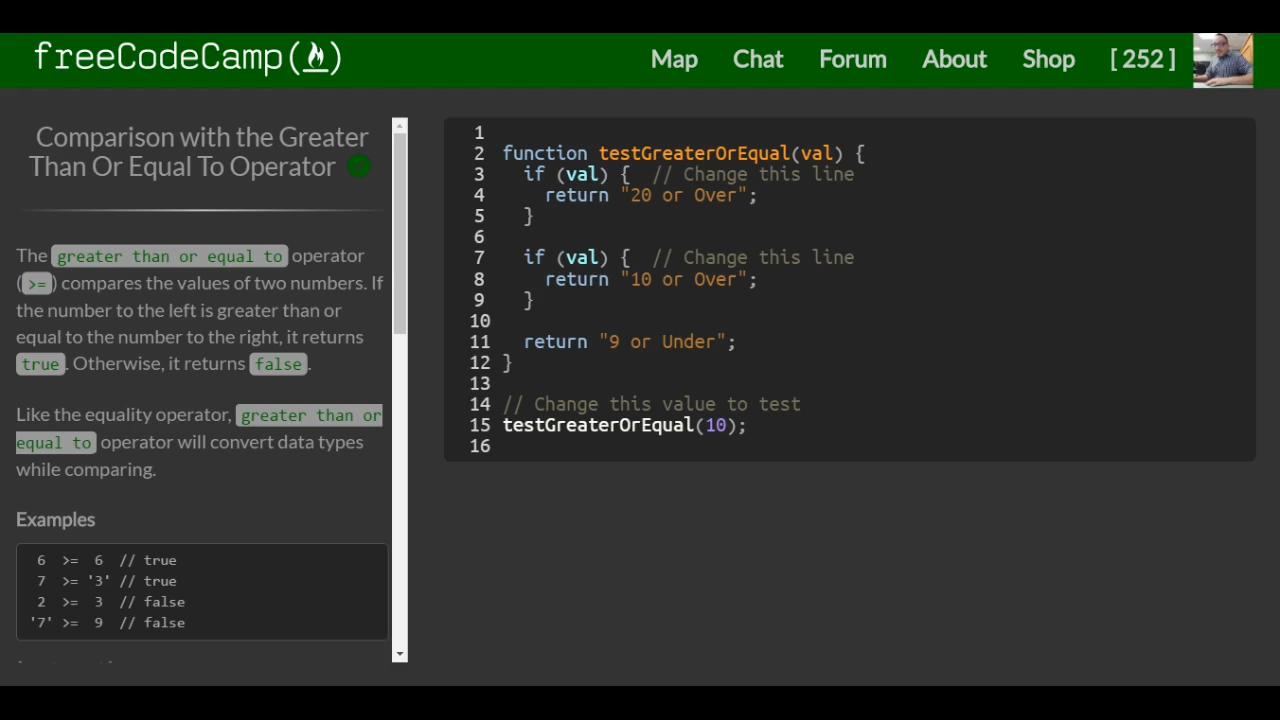 freeCodeCamp(🔥)
Map Chat Forum About Shop [ 252 ]
Comparison with the Greater
Than Or Equal To Operator
The greater than or equal to operator
(>=) compares the values of two numbers. If
the number to the left is greater than or
equal to the number to the right, it returns
true. Otherwise, it returns false.
Like the equality operator, greater than or
equal to operator will convert data types
while comparing.
Examples
6 >= 6 // true
7 >= '3' // true
2 >= 3 // false
'7' >= 9 // false
1
2 function testGreaterOrEqual(val) {
3 if (val) { // Change this line
4 return "20 or Over";
5 }
6
7 if (val) { // Change this line
8 return "10 or Over";
9 }
10
11 return "9 or Under";
12 }
13
14 // Change this value to test
15 testGreaterOrEqual(10);
16